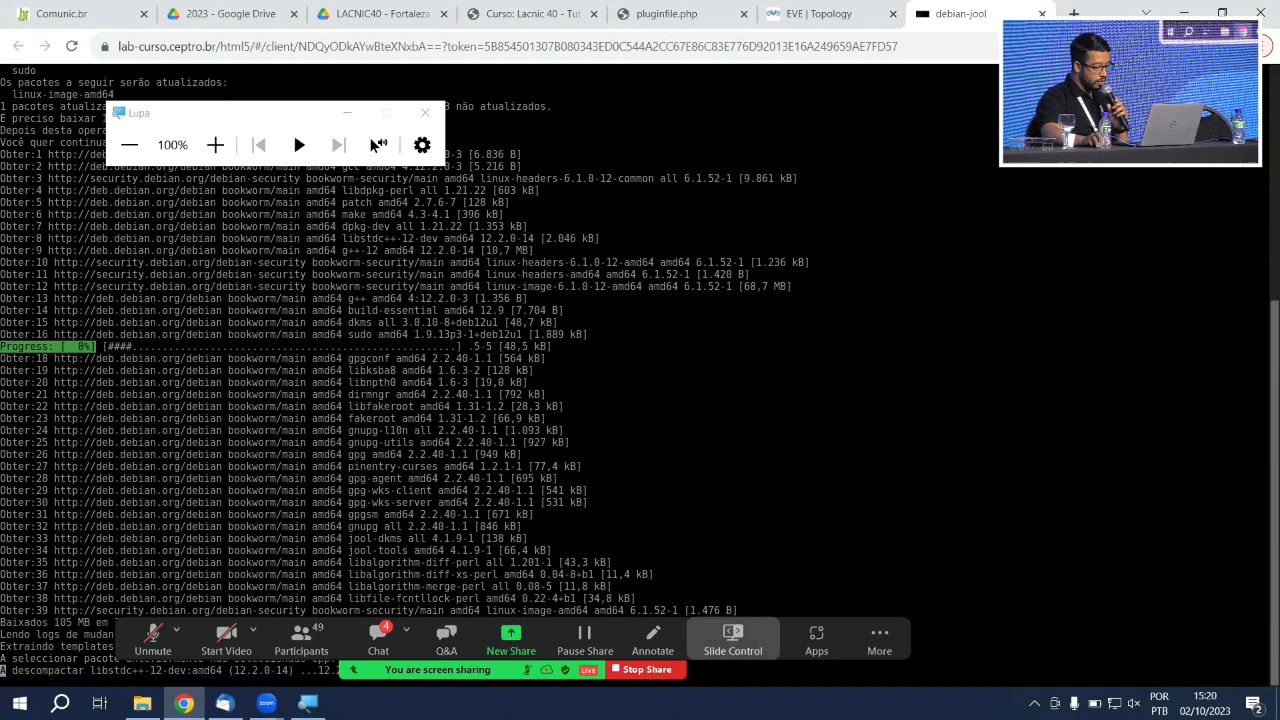 Comunic.br
2023-10
- Fortaleza
debian-jool
sudo
Os pacotes a seguir serão atualizados
linux-image-amd64
1 pacotes atualiz
8 não atualizados.
É preciso baixar
Depois desta oper
Você quer continua
Lupa
100%
Obter:1 http://de
3 [6.836 B]
[5.216 B]
Obter:3 http://security.debian.org/debian-security bookworm-security/main amd64 linux-headers-6.1.0-12-common all 6.1.52-1 [9.861 kB]
Obter:4 http://deb.debian.org/debian bookworm/main amd64 libdpkg-perl all 1.21.22 [603 kB]
Obter:5 http://deb.debian.org/debian bookworm/main amd64 patch amd64 2.7.6-7 [128 kB]
Obter:6 http://deb.debian.org/debian bookworm/main amd64 make amd64 4.3-4.1 [396 kB]
Obter:7 http://deb.debian.org/debian bookworm/main amd64 dpkg-dev all 1.21.22 [1.353 kB]
Obter:8 http://deb.debian.org/debian bookworm/main amd64 libstdc++-12-dev amd64 12.2.0-14 [2.046 kB]
Obter:9 http://deb.debian.org/debian bookworm/main amd64 g++-12 amd64 12.2.0-14 [10,7 MB]
Obter:10 http://security.debian.org/debian-security bookworm-security/main amd64 linux-headers-6.1.0-12-amd64 amd64 6.1.52-1 [1.236 kB]
Obter:11 http://security.debian.org/debian-security bookworm-security/main amd64 linux-headers-amd64 amd64 6.1.52-1 [1.420 B]
Obter:12 http://security.debian.org/debian-security bookworm-security/main amd64 linux-image-6.1.0-12-amd64 amd64 6.1.52-1 [68,7 MB]
Obter:13 http://deb.debian.org/debian bookworm/main amd64 g++ amd64 4:12.2.0-3 [1.356 B]
Obter:14 http://deb.debian.org/debian bookworm/main amd64 build-essential amd64 12.9 [7.704 B]
Obter:15 http://deb.debian.org/debian bookworm/main amd64 dkms all 3.0.10-8+deb12u1 [48,7 kB]
Obter:16 http://deb.debian.org/debian bookworm/main amd64 sudo amd64 1.9.13p3-1+deb12u1 [1.889 kB]
Progress: [ 8%] [####......................................................] .5-5 [48,5 kB]
Obter:18 http://deb.debian.org/debian bookworm/main amd64 gpgconf amd64 2.2.40-1.1 [564 kB]
Obter:19 http://deb.debian.org/debian bookworm/main amd64 libksba8 amd64 1.6.3-2 [128 kB]
Obter:20 http://deb.debian.org/debian bookworm/main amd64 libnpth0 amd64 1.6-3 [19,0 kB]
Obter:21 http://deb.debian.org/debian bookworm/main amd64 dirmngr amd64 2.2.40-1.1 [792 kB]
Obter:22 http://deb.debian.org/debian bookworm/main amd64 libfakeroot amd64 1.31-1.2 [28,3 kB]
Obter:23 http://deb.debian.org/debian bookworm/main amd64 fakeroot amd64 1.31-1.2 [66,9 kB]
Obter:24 http://deb.debian.org/debian bookworm/main amd64 gnupg-l10n all 2.2.40-1.1 [1.093 kB]
Obter:25 http://deb.debian.org/debian bookworm/main amd64 gnupg-utils amd64 2.2.40-1.1 [927 kB]
Obter:26 http://deb.debian.org/debian bookworm/main amd64 gpg amd64 2.2.40-1.1 [949 kB]
Obter:27 http://deb.debian.org/debian bookworm/main amd64 pinentry-curses amd64 1.2.1-1 [77,4 kB]
Obter:28 http://deb.debian.org/debian bookworm/main amd64 gpg-agent amd64 2.2.40-1.1 [695 kB]
Obter:29 http://deb.debian.org/debian bookworm/main amd64 gpg-wks-client amd64 2.2.40-1.1 [541 kB]
Obter:30 http://deb.debian.org/debian bookworm/main amd64 gpg-wks-server amd64 2.2.40-1.1 [531 kB]
Obter:31 http://deb.debian.org/debian bookworm/main amd64 gpgsm amd64 2.2.40-1.1 [671 kB]
Obter:32 http://deb.debian.org/debian bookworm/main amd64 gnupg all 2.2.40-1.1 [846 kB]
Obter:33 http://deb.debian.org/debian bookworm/main amd64 jool-dkms all 4.1.9-1 [138 kB]
Obter:34 http://deb.debian.org/debian bookworm/main amd64 jool-tools amd64 4.1.9-1 [66,4 kB]
Obter:35 http://deb.debian.org/debian bookworm/main amd64 libalgorithm-diff-perl all 1.201-1 [43,3 kB]
Obter:36 http://deb.debian.org/debian bookworm/main amd64 libalgorithm-diff-xs-perl amd64 0.04-8+b1 [11,4 kB]
Obter:37 http://deb.debian.org/debian bookworm/main amd64 libalgorithm-merge-perl all 0.08-5 [11,8 kB]
Obter:38 http://deb.debian.org/debian bookworm/main amd64 libfile-fcntllock-perl amd64 0.22-4+b1 [34,8 kB]
Obter:39 http://security.debian.org/debian-security bookworm-security/main amd64 linux-image-amd64 amd64 6.1.52-1 [1.476 B]
Baixados 105 MB em
Lendo logs de mudan
Extraindo templates
A seleccionar pacote anteriormente não seleccionado cpp.
A descompactar libstdc++-12-dev:amd64 (12.2.0-14) ...12.
49
4
Unmute
Start Video
Participants
Chat
Q&A
New Share
Pause Share
Annotate
Slide Control
Apps
More
You are screen sharing
LIVE
Stop Share
zoom
POR
PTB
15:20
02/10/2023
2